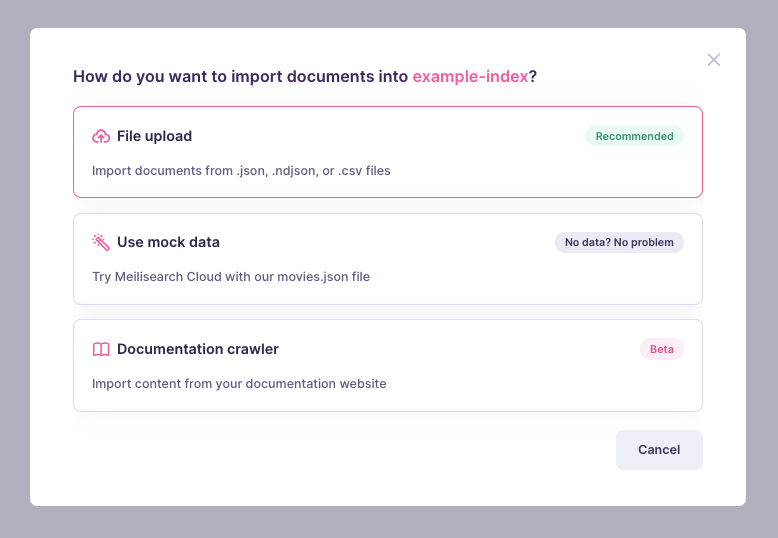 How do you want to import documents into example-index?
File upload
Recommended
Import documents from .json, .ndjson, or .csv files
Use mock data
No data? No problem
Try Meilisearch Cloud with our movies.json file
Documentation crawler
Beta
Import content from your documentation website
Cancel